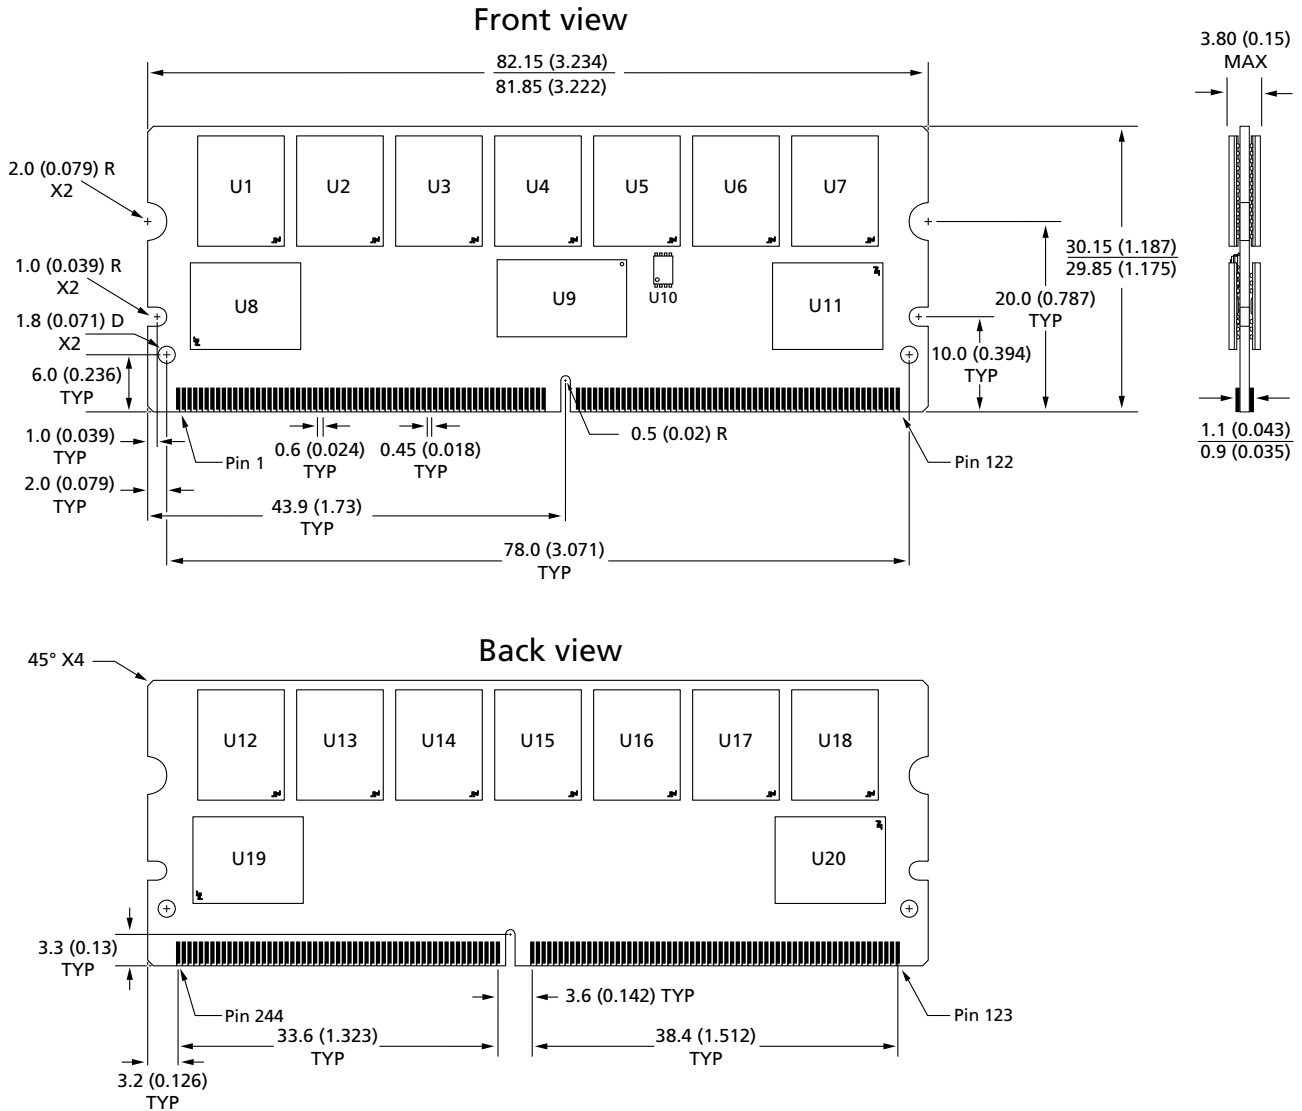 Front view
82.15 (3.234)
81.85 (3.222)
3.80 (0.15)
MAX
2.0 (0.079) R
X2
U1 U2 U3 U4 U5 U6 U7
1.0 (0.039) R
X2
U8
U9
U10
U11
30.15 (1.187)
29.85 (1.175)
20.0 (0.787)
TYP
1.8 (0.071) D
X2
6.0 (0.236)
TYP
10.0 (0.394)
TYP
1.0 (0.039)
TYP
Pin 1
0.6 (0.024)
TYP
0.45 (0.018)
TYP
0.5 (0.02) R
Pin 122
1.1 (0.043)
0.9 (0.035)
2.0 (0.079)
TYP
43.9 (1.73)
TYP
78.0 (3.071)
TYP
Back view
45° X4
U12 U13 U14 U15 U16 U17 U18
U19
U20
3.3 (0.13)
TYP
Pin 244
3.6 (0.142) TYP
Pin 123
33.6 (1.323)
TYP
38.4 (1.512)
TYP
3.2 (0.126)
TYP